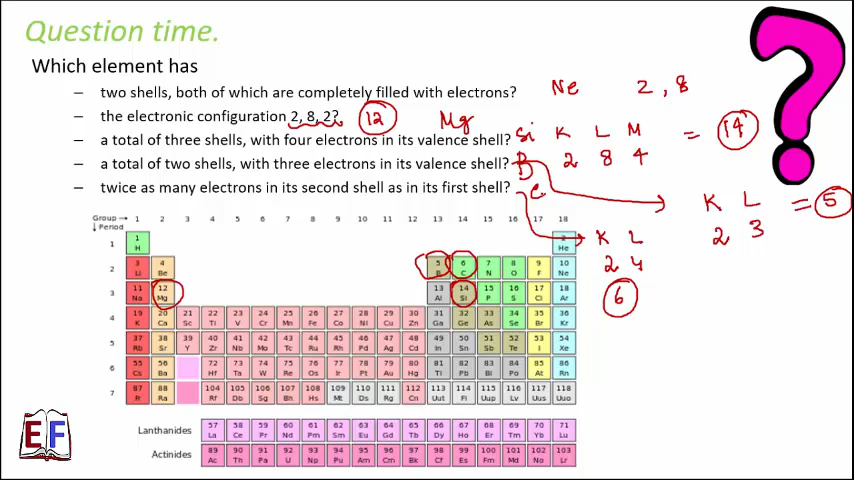 Question time.
Which element has
– two shells, both of which are completely filled with electrons? Ne 2 , 8
– the electronic configuration 2, 8, 2? 12 Mg
– a total of three shells, with four electrons in its valence shell? Si K L M = 14
– a total of two shells, with three electrons in its valence shell? B 2 8 4
– twice as many electrons in its second shell as in its first shell? C
K L = 5
2 3
K L
2 4
6
Group → 1 2 3 4 5 6 7 8 9 10 11 12 13 14 15 16 17 18
↓ Period
1 1 H 2 He
2 3 Li 4 Be 5 B 6 C 7 N 8 O 9 F 10 Ne
3 11 Na 12 Mg 13 Al 14 Si 15 P 16 S 17 Cl 18 Ar
4 19 K 20 Ca 21 Sc 22 Ti 23 V 24 Cr 25 Mn 26 Fe 27 Co 28 Ni 29 Cu 30 Zn 31 Ga 32 Ge 33 As 34 Se 35 Br 36 Kr
5 37 Rb 38 Sr 39 Y 40 Zr 41 Nb 42 Mo 43 Tc 44 Ru 45 Rh 46 Pd 47 Ag 48 Cd 49 In 50 Sn 51 Sb 52 Te 53 I 54 Xe
6 55 Cs 56 Ba 72 Hf 73 Ta 74 W 75 Re 76 Os 77 Ir 78 Pt 79 Au 80 Hg 81 Tl 82 Pb 83 Bi 84 Po 85 At 86 Rn
7 87 Fr 88 Ra 104 Rf 105 Db 106 Sg 107 Bh 108 Hs 109 Mt 110 Ds 111 Rg 112 Cn 113 Uut 114 Fl 115 Uup 116 Lv 117 Uus 118 Uuo
Lanthanides 57 La 58 Ce 59 Pr 60 Nd 61 Pm 62 Sm 63 Eu 64 Gd 65 Tb 66 Dy 67 Ho 68 Er 69 Tm 70 Yb 71 Lu
Actinides 89 Ac 90 Th 91 Pa 92 U 93 Np 94 Pu 95 Am 96 Cm 97 Bk 98 Cf 99 Es 100 Fm 101 Md 102 No 103 Lr
EF